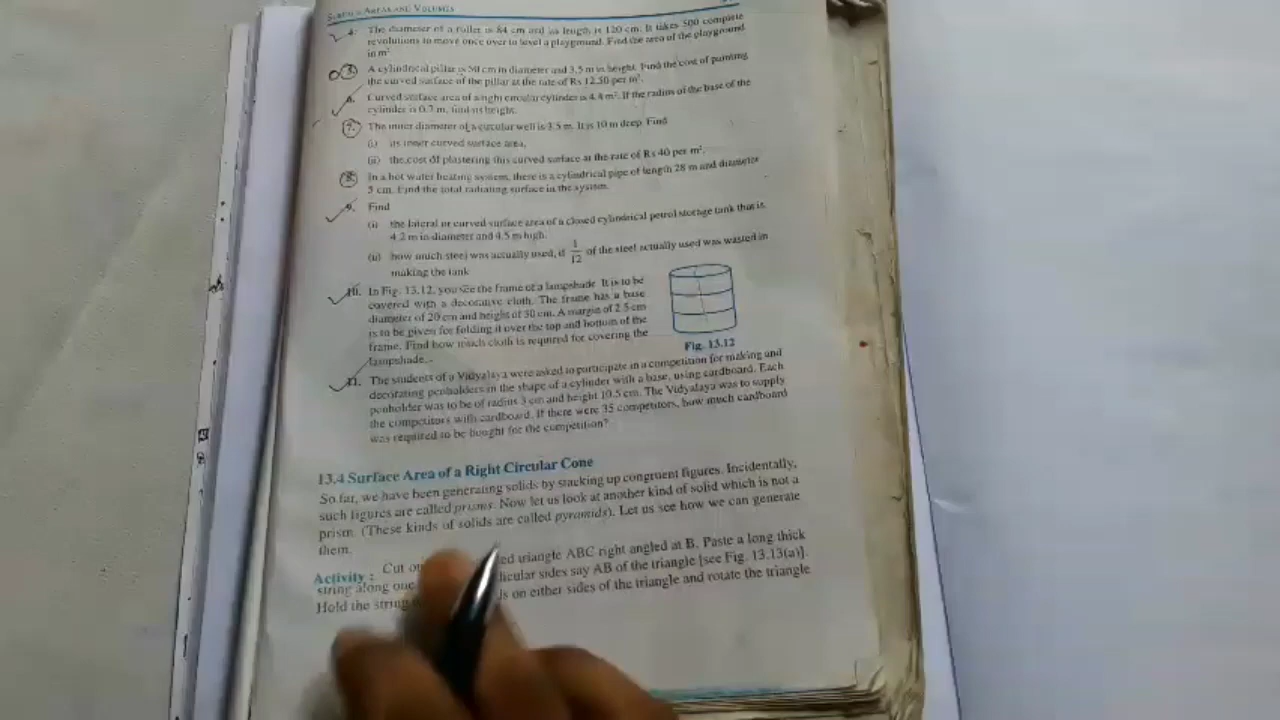 SURFACE AREAS AND VOLUMES
4. The diameter of a roller is 84 cm and its length is 120 cm. It takes 500 complete
revolutions to move once over to level a playground. Find the area of the playground
in m².
5. A cylindrical pillar is 50 cm in diameter and 3.5 m in height. Find the cost of painting
the curved surface of the pillar at the rate of Rs 12.50 per m².
6. Curved surface area of a right circular cylinder is 4.4 m². If the radius of the base of the
cylinder is 0.7 m, find its height.
7. The inner diameter of a circular well is 3.5 m. It is 10 m deep. Find
(i) its inner curved surface area,
(ii) the cost of plastering this curved surface at the rate of Rs 40 per m².
8. In a hot water heating system, there is a cylindrical pipe of length 28 m and diameter
5 cm. Find the total radiating surface in the system.
9. Find
(i) the lateral or curved surface area of a closed cylindrical petrol storage tank that is
4.2 m in diameter and 4.5 m high.
(ii) how much steel was actually used, if 1/12 of the steel actually used was wasted in
making the tank
10. In Fig. 13.12, you see the frame of a lampshade. It is to be
covered with a decorative cloth. The frame has a base
diameter of 20 cm and height of 30 cm. A margin of 2.5 cm
is to be given for folding it over the top and bottom of the
frame. Find how much cloth is required for covering the
lampshade.
Fig. 13.12
11. The students of a Vidyalaya were asked to participate in a competition for making and
decorating penholders in the shape of a cylinder with a base, using cardboard. Each
penholder was to be of radius 3 cm and height 10.5 cm. The Vidyalaya was to supply
the competitors with cardboard. If there were 35 competitors, how much cardboard
was required to be bought for the competition?
13.4 Surface Area of a Right Circular Cone
So far, we have been generating solids by stacking up congruent figures. Incidentally,
such figures are called prisms. Now let us look at another kind of solid which is not a
prism. (These kinds of solids are called pyramids). Let us see how we can generate
them.
Activity : Cut triangle ABC right angled at B. Paste a long thick
string along one sides say AB of the triangle [see Fig. 13.13(a)].
Hold the string on either sides of the triangle and rotate the triangle